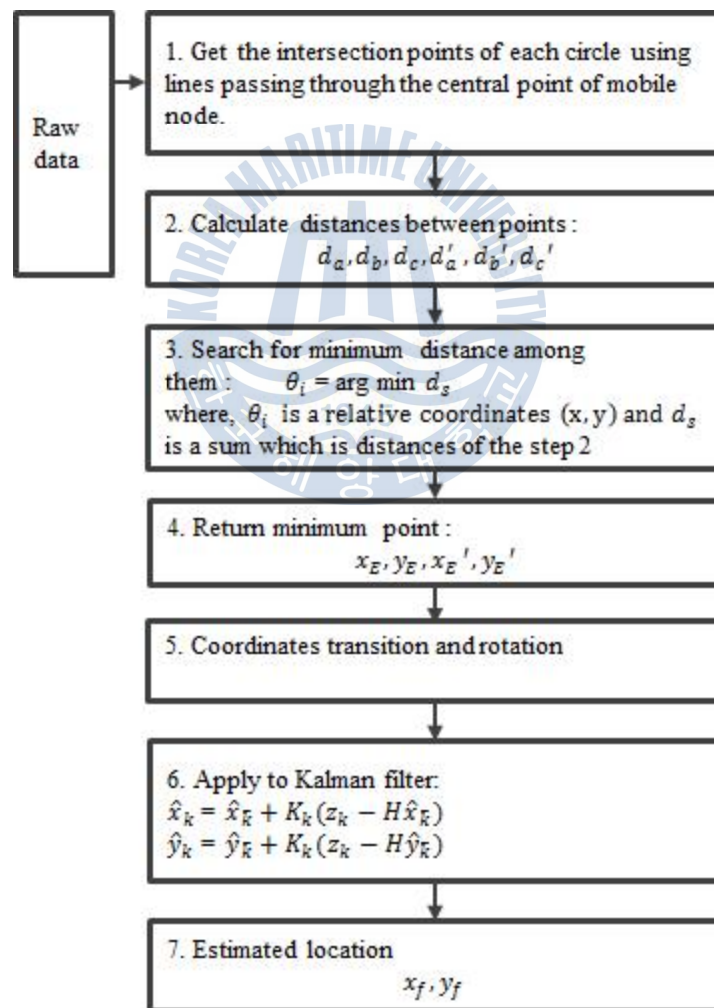 Raw
data
1. Get the intersection points of each circle using
lines passing through the central point of mobile
node.
2. Calculate distances between points :
d_a, d_b, d_c, d_a′, d_b′, d_c′
3. Search for minimum distance among
them : θ_i = arg min d_s
where, θ_i is a relative coordinates (x, y) and d_s
is a sum which is distances of the step 2
4. Return minimum point :
x_E, y_E, x_E′, y_E′
5. Coordinates transition and rotation
6. Apply to Kalman filter:
x̂_k = x̂_k̄ + K_k(z_k − Hx̂_k̄)
ŷ_k = ŷ_k̄ + K_k(z_k − Hŷ_k̄)
7. Estimated location
x_f, y_f
KOREA MARITIME UNIVERSITY